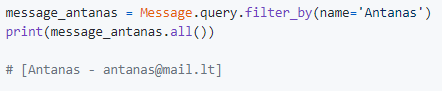 message_antanas = Message.query.filter_by(name='Antanas')
print(message_antanas.all())
# [Antanas - antanas@mail.lt]